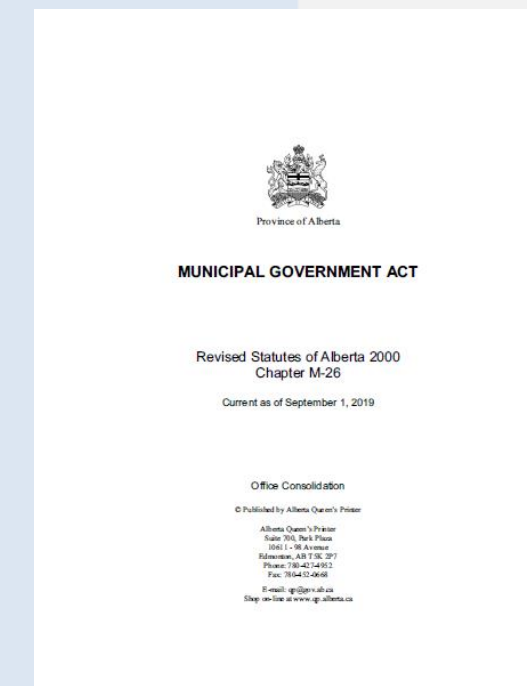 Province of Alberta
MUNICIPAL GOVERNMENT ACT
Revised Statutes of Alberta 2000
Chapter M-26
Current as of September 1, 2019
Office Consolidation
© Published by Alberta Queen's Printer
Alberta Queen's Printer
Suite 700, Park Plaza
10611 - 98 Avenue
Edmonton, AB T5K 2P7
Phone: 780-427-4952
Fax: 780-452-0668
E-mail: qp@gov.ab.ca
Shop on-line at www.qp.alberta.ca